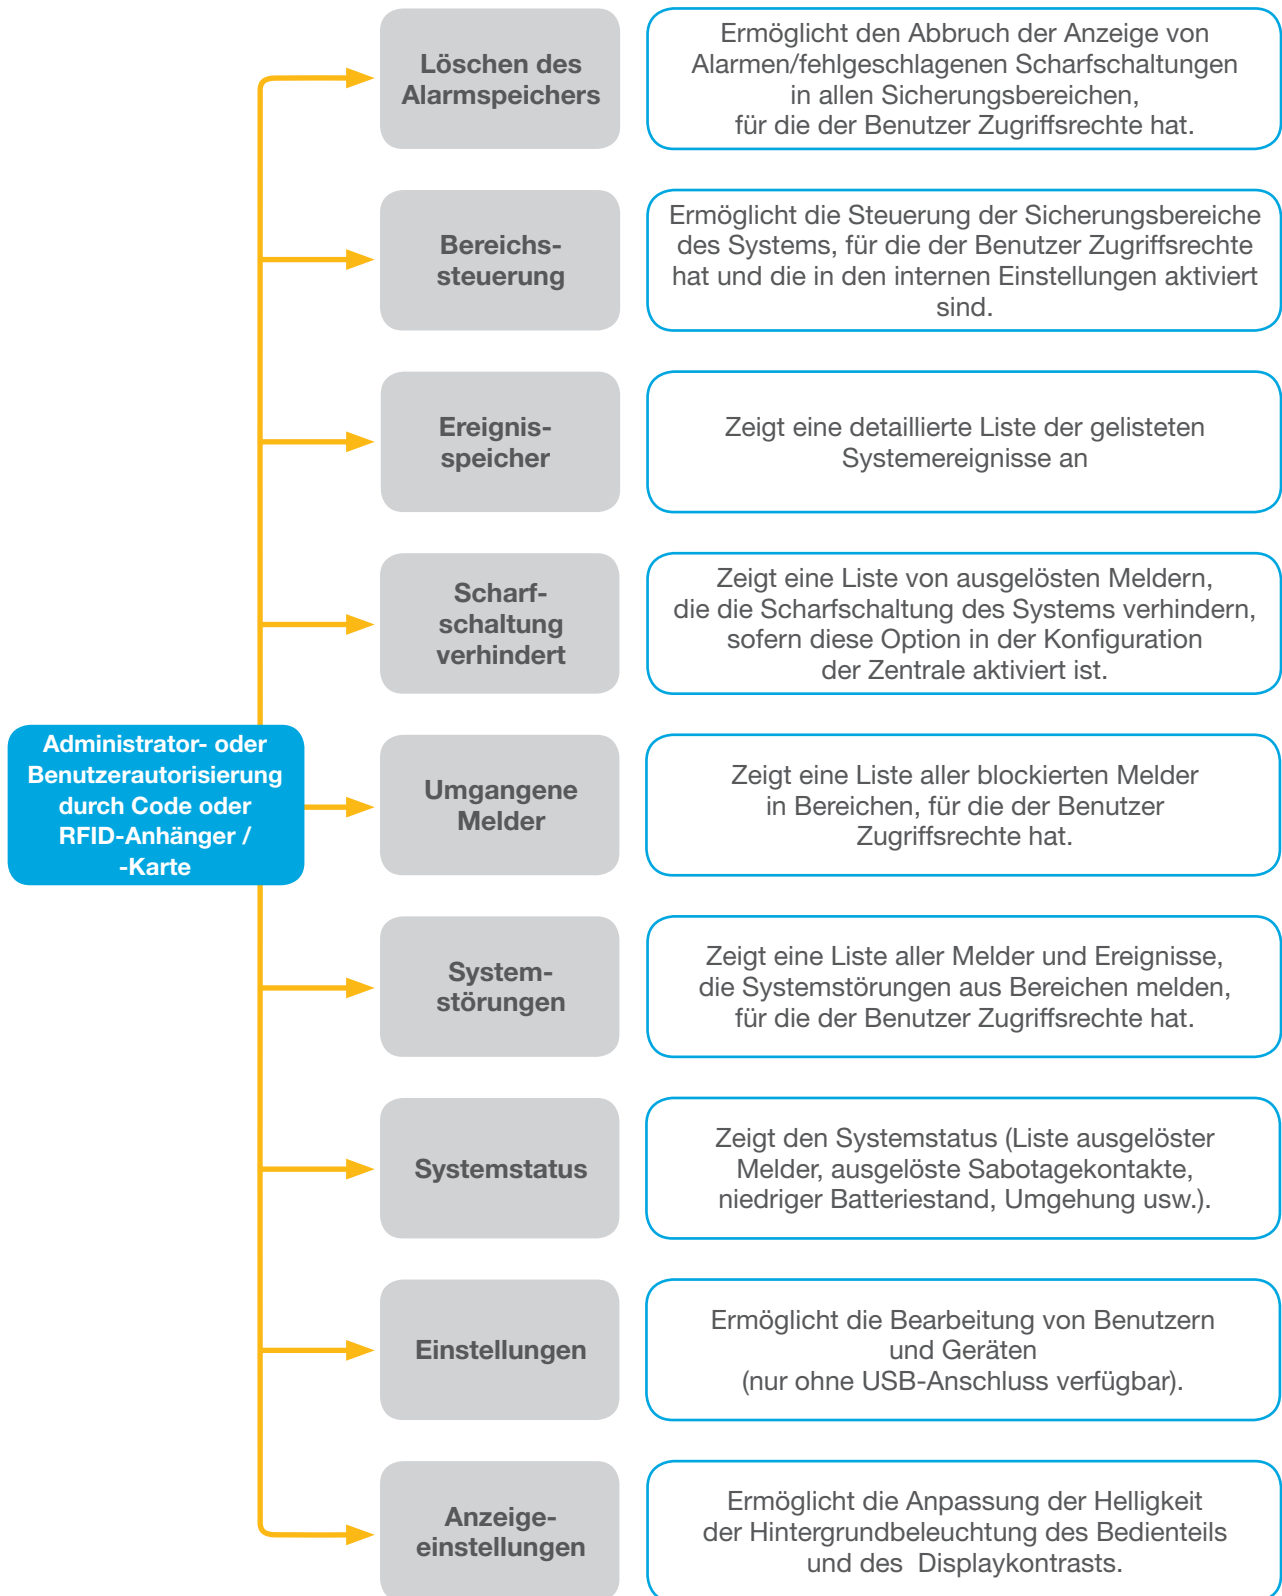 Löschen des
Alarmspeichers
Ermöglicht den Abbruch der Anzeige von
Alarmen/fehlgeschlagenen Scharfschaltungen
in allen Sicherungsbereichen,
für die der Benutzer Zugriffsrechte hat.
Bereichs-
steuerung
Ermöglicht die Steuerung der Sicherungsbereiche
des Systems, für die der Benutzer Zugriffsrechte
hat und die in den internen Einstellungen aktiviert
sind.
Ereignis-
speicher
Zeigt eine detaillierte Liste der gelisteten
Systemereignisse an
Scharf-
schaltung
verhindert
Zeigt eine Liste von ausgelösten Meldern,
die die Scharfschaltung des Systems verhindern,
sofern diese Option in der Konfiguration
der Zentrale aktiviert ist.
Administrator- oder
Benutzerautorisierung
durch Code oder
RFID-Anhänger /
-Karte
Umgangene
Melder
Zeigt eine Liste aller blockierten Melder
in Bereichen, für die der Benutzer
Zugriffsrechte hat.
System-
störungen
Zeigt eine Liste aller Melder und Ereignisse,
die Systemstörungen aus Bereichen melden,
für die der Benutzer Zugriffsrechte hat.
Systemstatus
Zeigt den Systemstatus (Liste ausgelöster
Melder, ausgelöste Sabotagekontakte,
niedriger Batteriestand, Umgehung usw.).
Einstellungen
Ermöglicht die Bearbeitung von Benutzern
und Geräten
(nur ohne USB-Anschluss verfügbar).
Anzeige-
einstellungen
Ermöglicht die Anpassung der Helligkeit
der Hintergrundbeleuchtung des Bedienteils
und des Displaykontrasts.